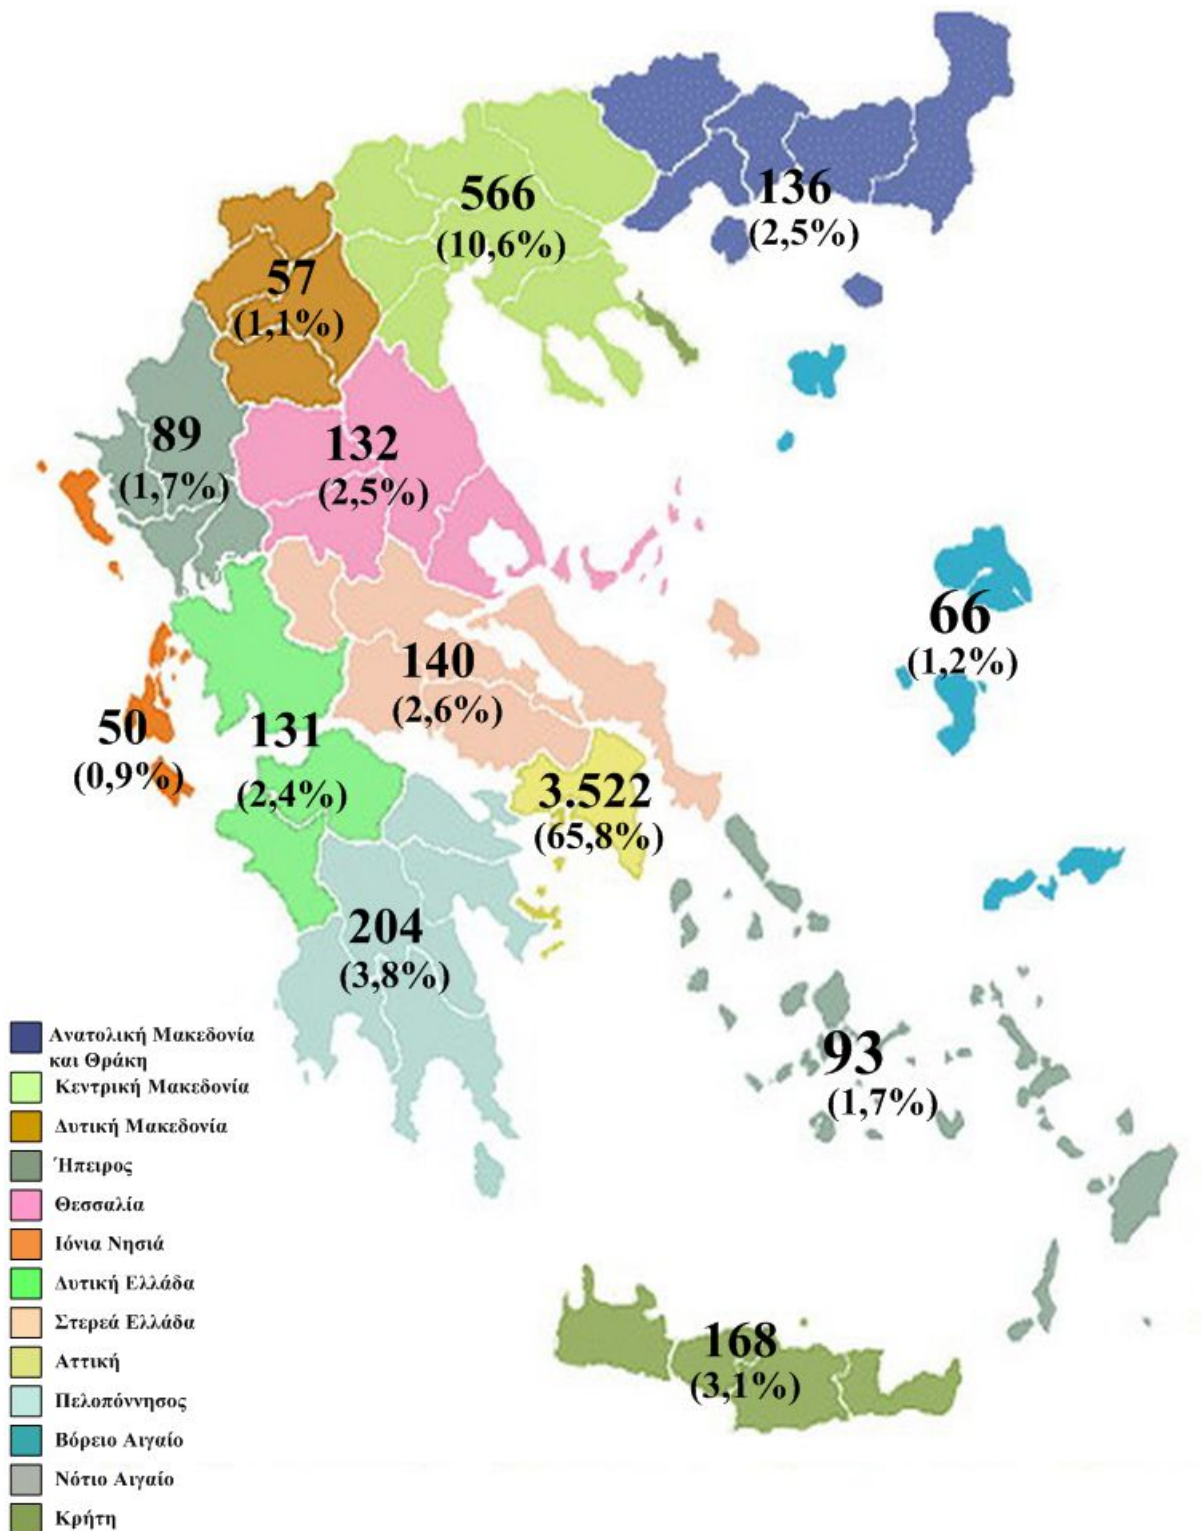 566
(10,6%)
136
(2,5%)
57
(1,1%)
89
(1,7%)
132
(2,5%)
66
(1,2%)
140
(2,6%)
50
(0,9%)
131
(2,4%)
3.522
(65,8%)
204
(3,8%)
93
(1,7%)
168
(3,1%)
Ανατολική Μακεδονία
και Θράκη
Κεντρική Μακεδονία
Δυτική Μακεδονία
Ήπειρος
Θεσσαλία
Ιόνια Νησιά
Δυτική Ελλάδα
Στερεά Ελλάδα
Αττική
Πελοπόννησος
Βόρειο Αιγαίο
Νότιο Αιγαίο
Κρήτη